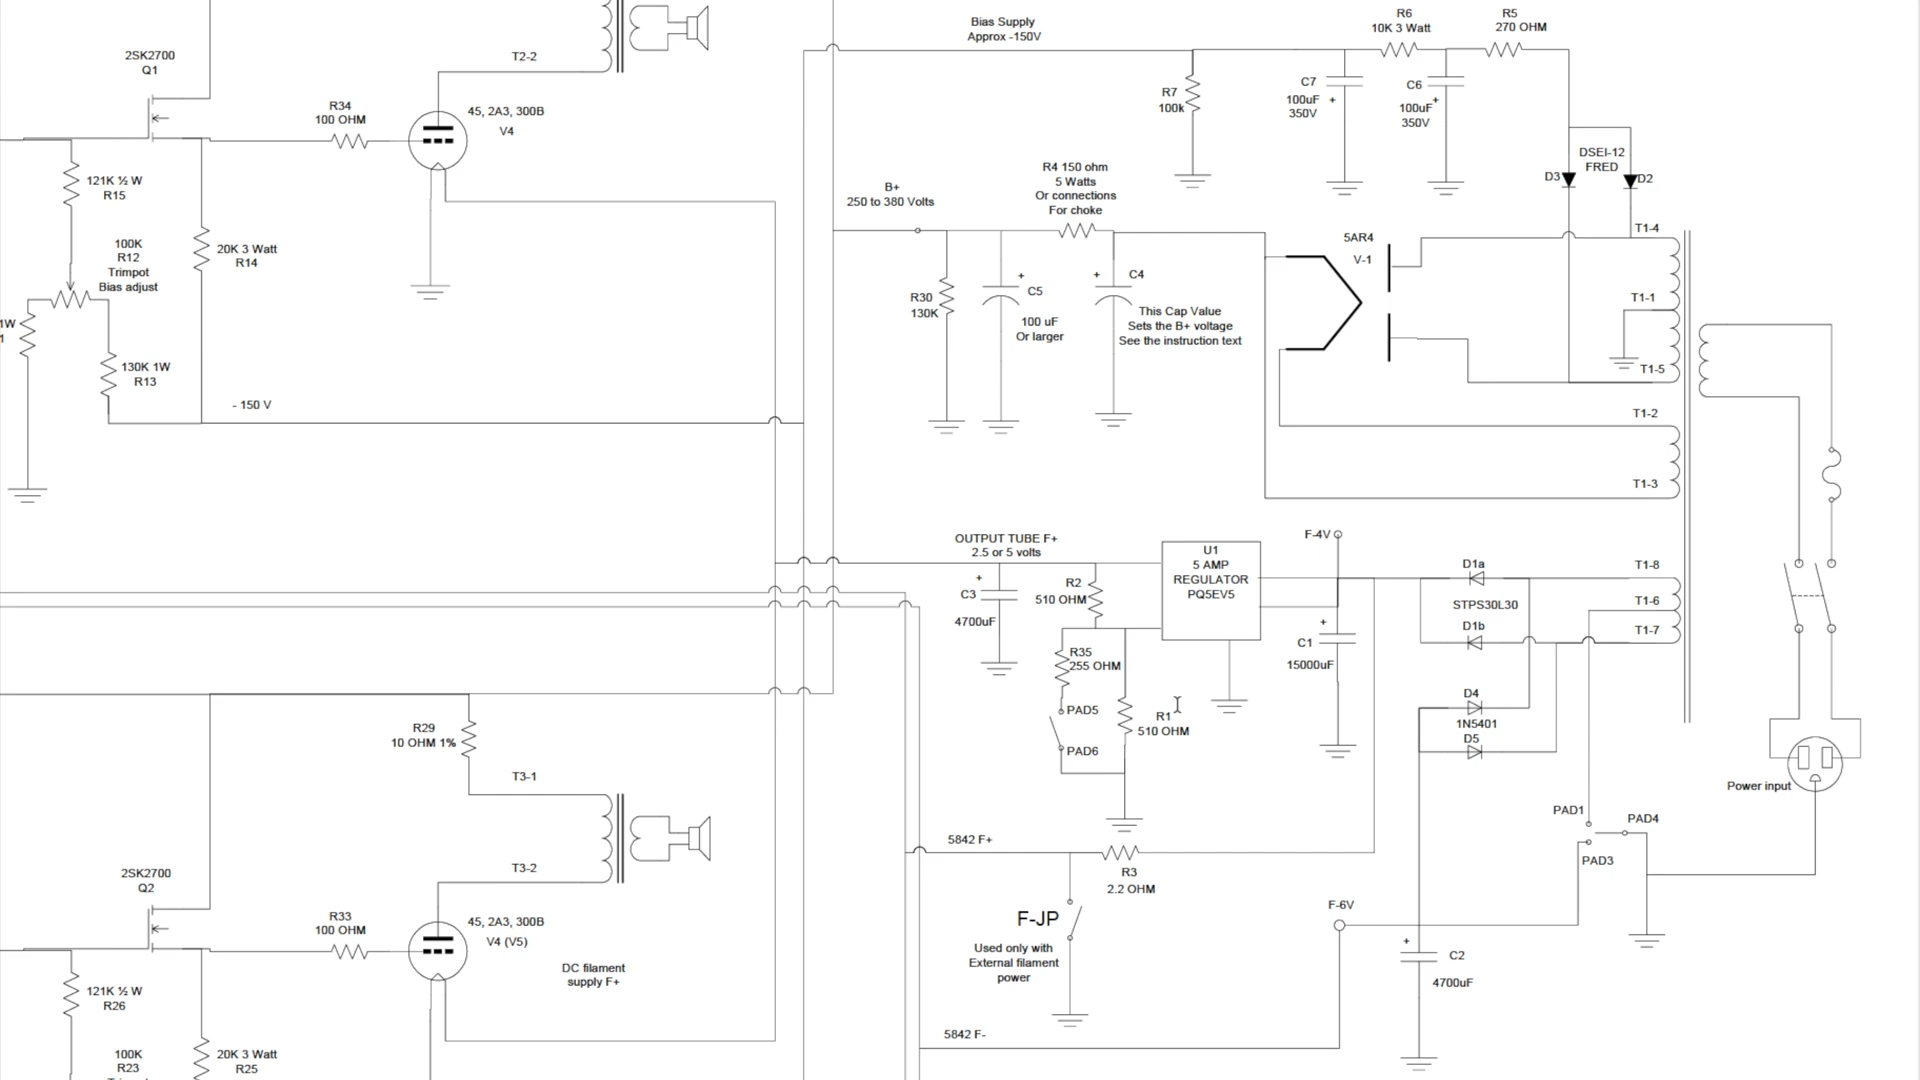 2SK2700
Q1
T2-2
R34
100 OHM
45, 2A3, 300B
V4
121K ½ W
R15
100K
R12
Trimpot
Bias adjust
20K 3 Watt
R14
1W
1
130K 1W
R13
- 150 V
Bias Supply
Approx -150V
R6
10K 3 Watt
R5
270 OHM
R7
100k
C7
100uF +
350V
C6
100uF +
350V
DSEI-12
FRED
D3
D2
B+
250 to 380 Volts
R4 150 ohm
5 Watts
Or connections
For choke
R30
130K
+
C5
100 uF
Or larger
+
C4
This Cap Value
Sets the B+ voltage
See the instruction text
5AR4
V-1
T1-4
T1-1
T1-5
T1-2
T1-3
OUTPUT TUBE F+
2.5 or 5 volts
+
C3
4700uF
R2
510 OHM
U1
5 AMP
REGULATOR
PQ5EV5
F-4V
+
C1
15000uF
D1a
STPS30L30
D1b
T1-8
T1-6
T1-7
R35
255 OHM
PAD5
PAD6
R1
510 OHM
D4
1N5401
D5
Power input
PAD1
PAD4
PAD3
R29
10 OHM 1%
T3-1
T3-2
2SK2700
Q2
R33
100 OHM
45, 2A3, 300B
V4 (V5)
DC filament
supply F+
121K ½ W
R26
100K
R23
20K 3 Watt
R25
5842 F+
R3
2.2 OHM
F-JP
Used only with
External filament
power
F-6V
+
C2
4700uF
5842 F-